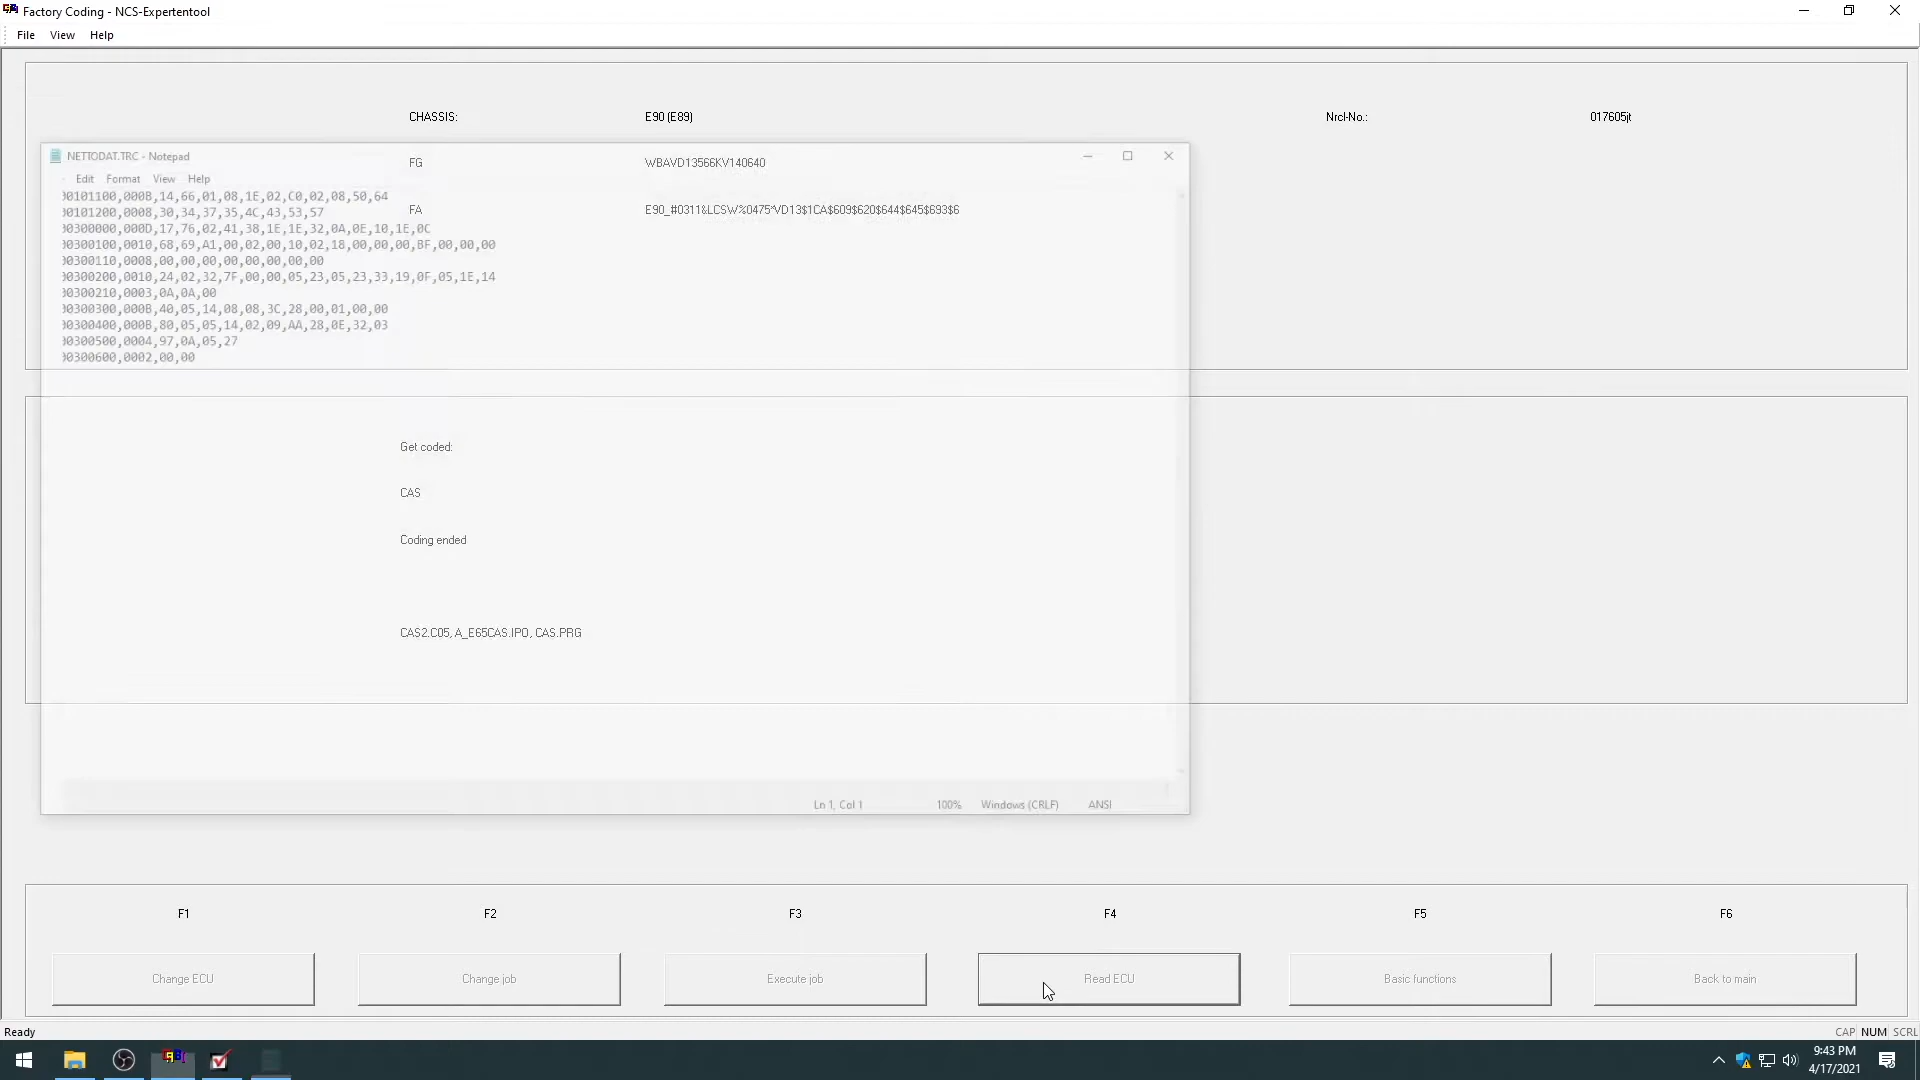 Factory Coding - NCS-Expertentool
File View Help
CHASSIS: E90 (E89) Nrcl-No.: 017605jt
NETTODAT.TRC - Notepad
FG WBAVD13566KV140640
Edit Format View Help
00101100,000B,14,66,01,08,1E,02,C0,02,08,50,64
00101200,0008,30,34,37,35,4C,43,53,57
FA E90_#0311&LCSW%0475*VD13$1CA$609$620$644$645$693$6
00300000,000D,17,76,02,41,38,1E,1E,32,0A,0E,10,1E,0C
00300100,0010,68,69,A1,00,02,00,10,02,18,00,00,00,BF,00,00,00
00300110,0008,00,00,00,00,00,00,00,00
00300200,0010,24,02,32,7F,00,00,05,23,05,23,33,19,0F,05,1E,14
00300210,0003,0A,0A,00
00300300,000B,40,05,14,08,08,3C,28,00,01,00,00
00300400,000B,80,05,05,14,02,09,AA,28,0E,32,03
00300500,0004,97,0A,05,27
00300600,0002,00,00
Get coded:
CAS
Coding ended
CAS2.C05, A_E65CAS.IPO, CAS.PRG
Ln 1, Col 1 100% Windows (CRLF) ANSI
F1 F2 F3 F4 F5 F6
Change ECU Change job Execute job Read ECU Basic functions Back to main
Ready CAP NUM SCRL
9:43 PM
4/17/2021